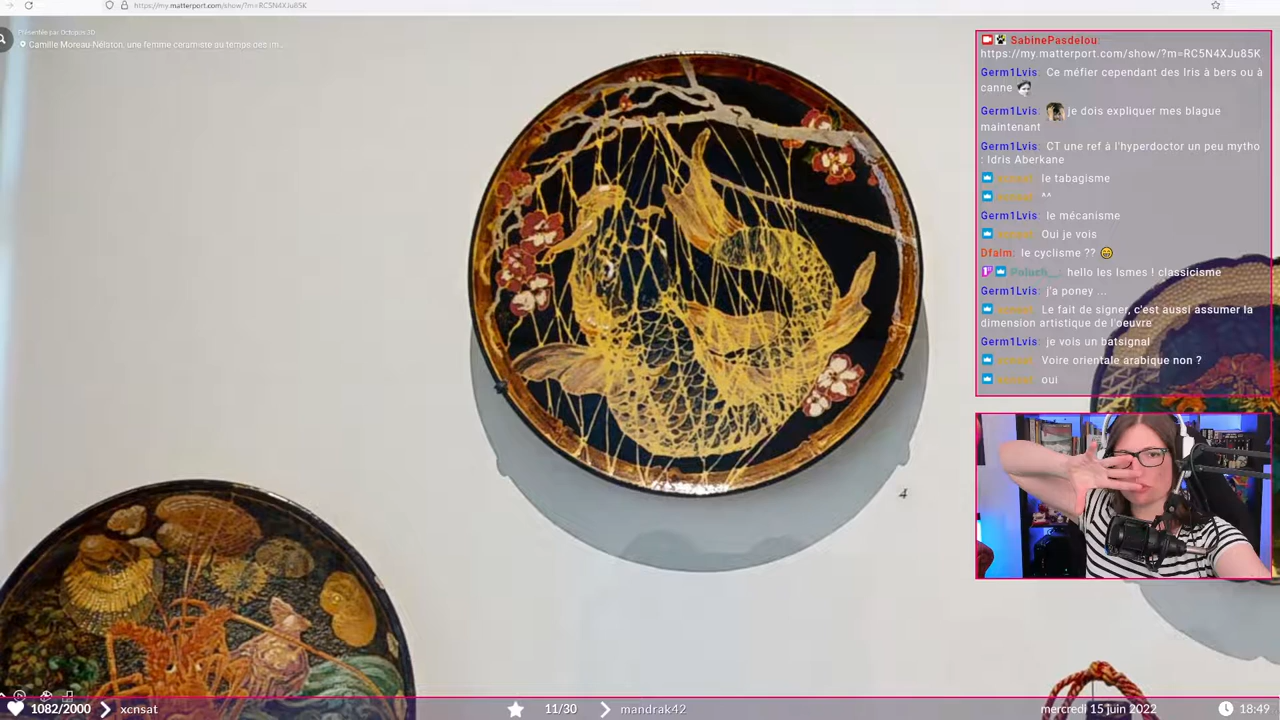 https://my.matterport.com/show/?m=RC5N4XJu85K
Présentée par Octopus 3D
Camille Moreau-Nélaton, une femme céramiste au temps des im...
SabinePasdelou:
https://my.matterport.com/show/?m=RC5N4XJu85K
Germ1Lvis: Ce méfier cependant des Iris à bers ou à
canne
Germ1Lvis: je dois expliquer mes blague
maintenant
Germ1Lvis: CT une ref à l'hyperdoctor un peu mytho
: Idris Aberkane
le tabagisme
^^
Germ1Lvis: le mécanisme
Oui je vois
Dfalm: le cyclisme ??
Poluch__: hello les Ismes ! classicisme
Germ1Lvis: j'a poney ...
Le fait de signer, c'est aussi assumer la
dimension artistique de l'oeuvre
Germ1Lvis: je vois un batsignal
Voire orientale arabique non ?
oui
4
1082/2000
xcnsat
11/30
mandrak42
mercredi 15 juin 2022
18:49